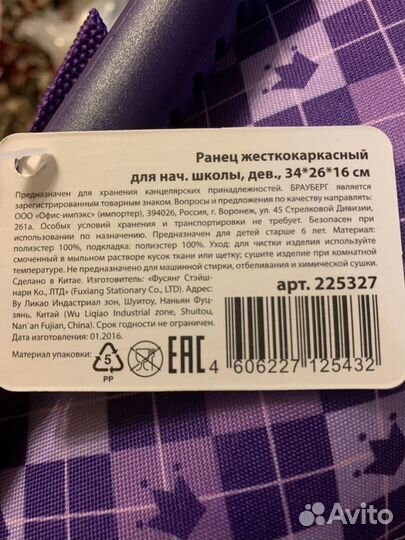 Ранец жесткокаркасный
для нач. школы, дев., 34*26*16 см
Предназначен для хранения канцелярских принадлежностей. БРАУБЕРГ является
зарегистрированным товарным знаком. Вопросы и предложения по качеству направлять:
ООО «Офис-импэкс» (импортер), 394026, Россия, г. Воронеж, ул. 45 Стрелковой Дивизии,
261а. Особых условий хранения и транспортировки не требует. Безопасен при
использовании по назначению. Предназначен для детей старше 6 лет. Материал:
полиэстер 100%, подкладка: полиэстер 100%. Уход: для чистки изделия используйте
смоченный в мыльном растворе кусок ткани или щетку; сушите изделие при комнатной
температуре. Не предназначено для машинной стирки, отбеливания и химической сушки.
Сделано в Китае. Изготовитель: «Фусянг Стэйш-
нари Ко., ЛТД» (Fuxiang Stationary CO., LTD). Адрес:
Ву Ликао Индастриал зон, Шуитоу, Наньян Фуц-
зянь, Китай (Wu Liqiao Industrial zone, Shuitou,
Nan`an Fujian, China). Срок годности не ограничен.
Дата изготовления: 01.2016.
арт. 225327
Материал упаковки:
5
PP
EAC
4 606227 125432
Avito